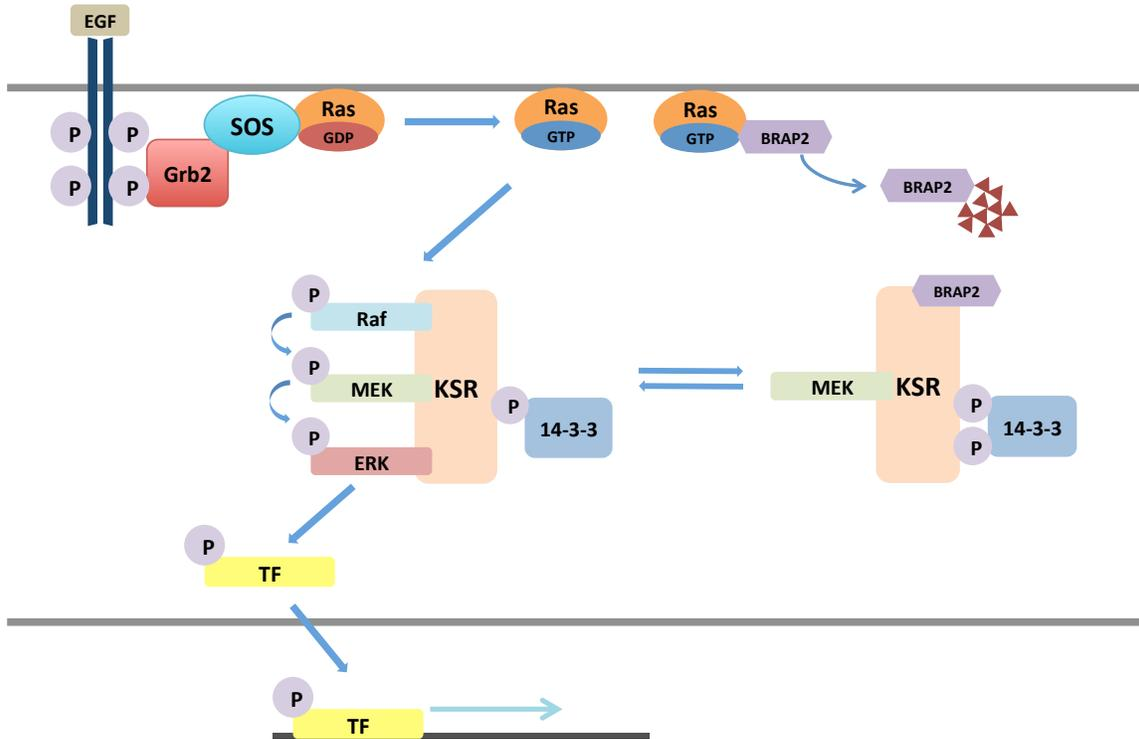 EGF
P
P
P
P
Grb2
SOS
Ras
GDP
Ras
GTP
Ras
GTP
BRAP2
BRAP2
P
Raf
P
MEK
P
ERK
KSR
P
14-3-3
BRAP2
MEK
KSR
P
P
14-3-3
P
TF
P
TF